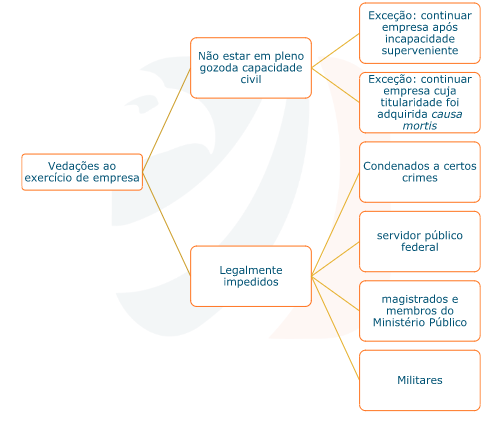 Vedações ao
exercício de empresa
Não estar em pleno
gozoda capacidade
civil
Exceção: continuar
empresa após
incapacidade
superveniente
Exceção: continuar
empresa cuja
titularidade foi
adquirida causa
mortis
Legalmente
impedidos
Condenados a certos
crimes
servidor público
federal
magistrados e
membros do
Ministério Público
Militares